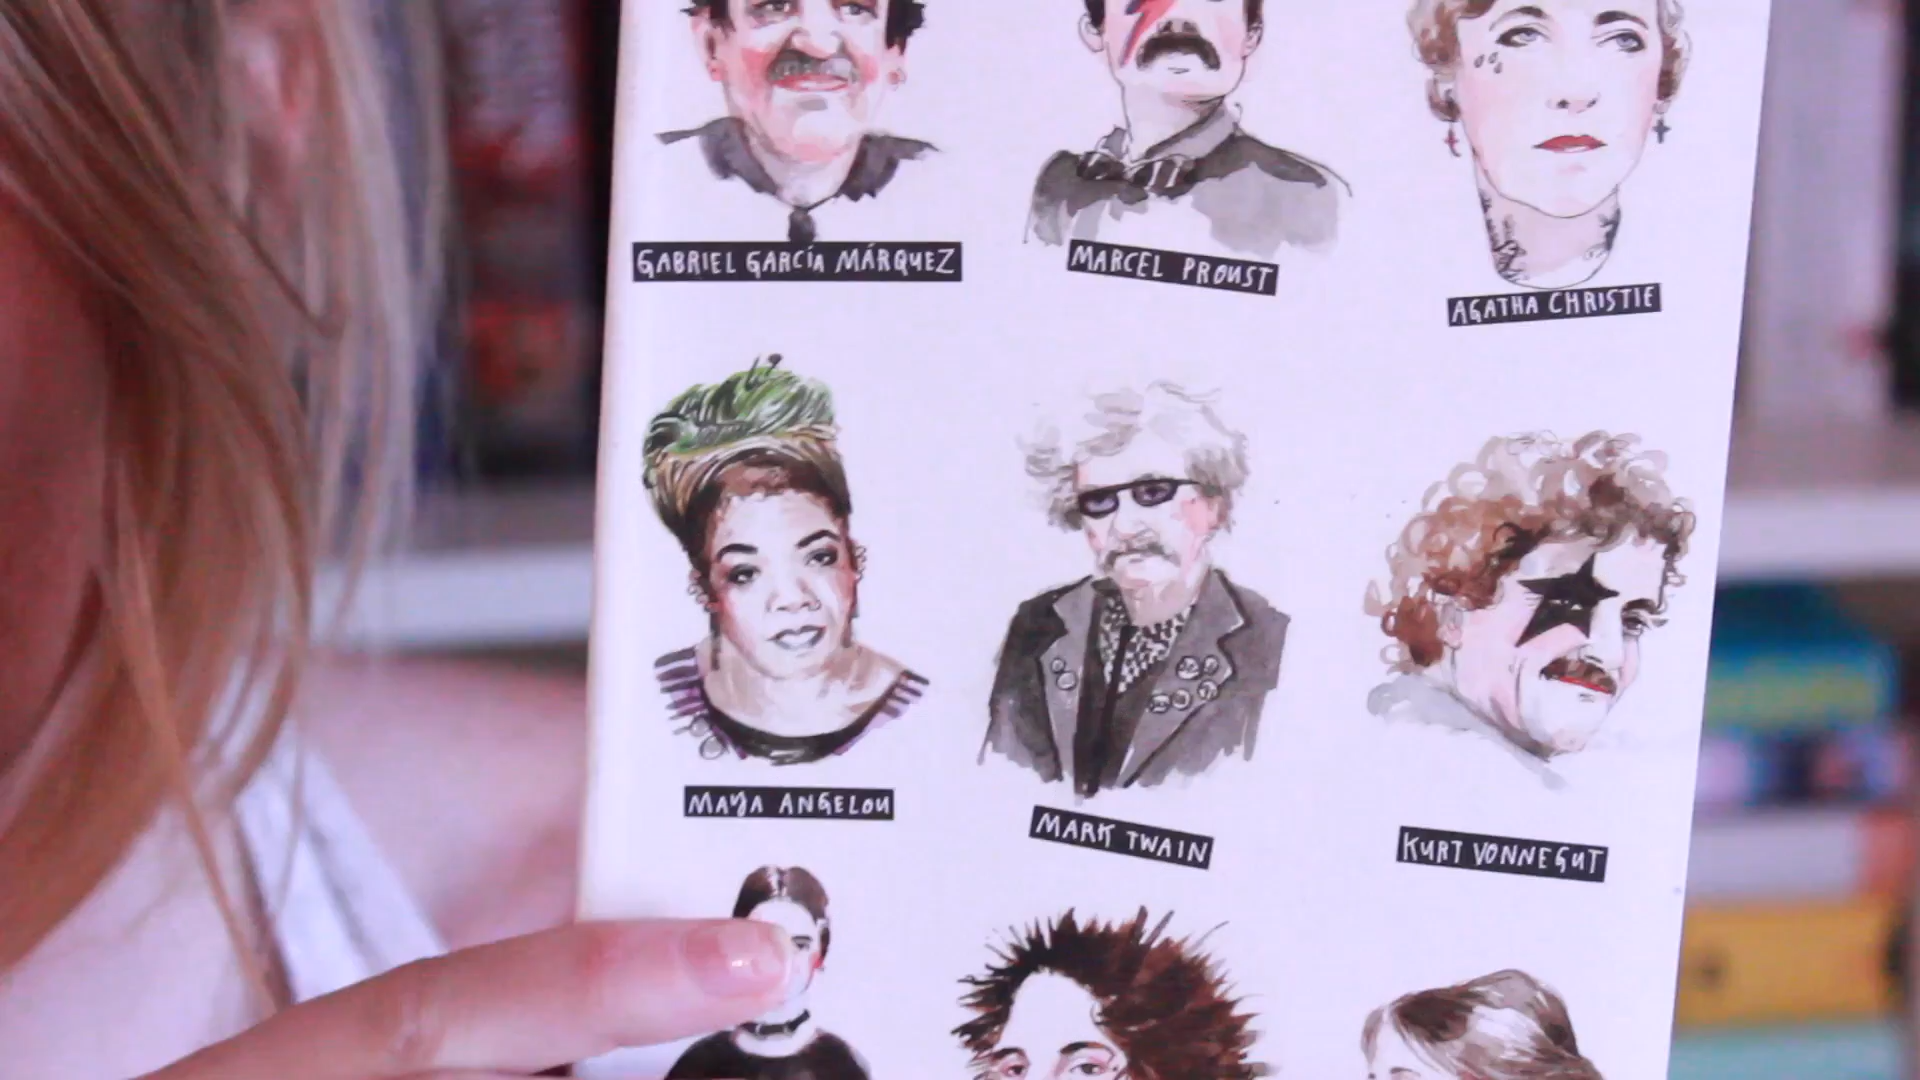 GABRIEL GARCÍA MÁRQUEZ
MARCEL PROUST
AGATHA CHRISTIE
MAYA ANGELOU
MARK TWAIN
KURT VONNEGUT